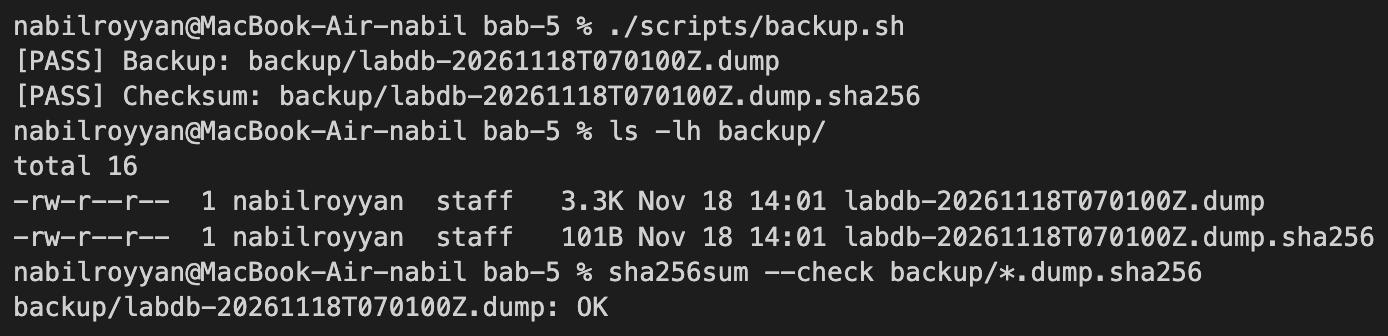 nabilroyyan@MacBook-Air-nabil bab-5 % ./scripts/backup.sh
[PASS] Backup: backup/labdb-20261118T070100Z.dump
[PASS] Checksum: backup/labdb-20261118T070100Z.dump.sha256
nabilroyyan@MacBook-Air-nabil bab-5 % ls -lh backup/
total 16
-rw-r--r--  1 nabilroyyan  staff   3.3K Nov 18 14:01 labdb-20261118T070100Z.dump
-rw-r--r--  1 nabilroyyan  staff   101B Nov 18 14:01 labdb-20261118T070100Z.dump.sha256
nabilroyyan@MacBook-Air-nabil bab-5 % sha256sum --check backup/*.dump.sha256
backup/labdb-20261118T070100Z.dump: OK